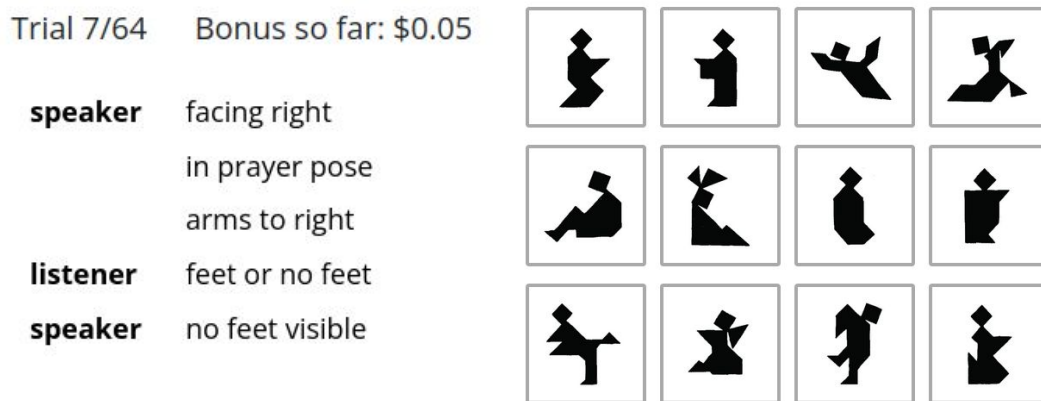 Trial 7/64 Bonus so far: $0.05
speaker facing right
in prayer pose
arms to right
listener feet or no feet
speaker no feet visible